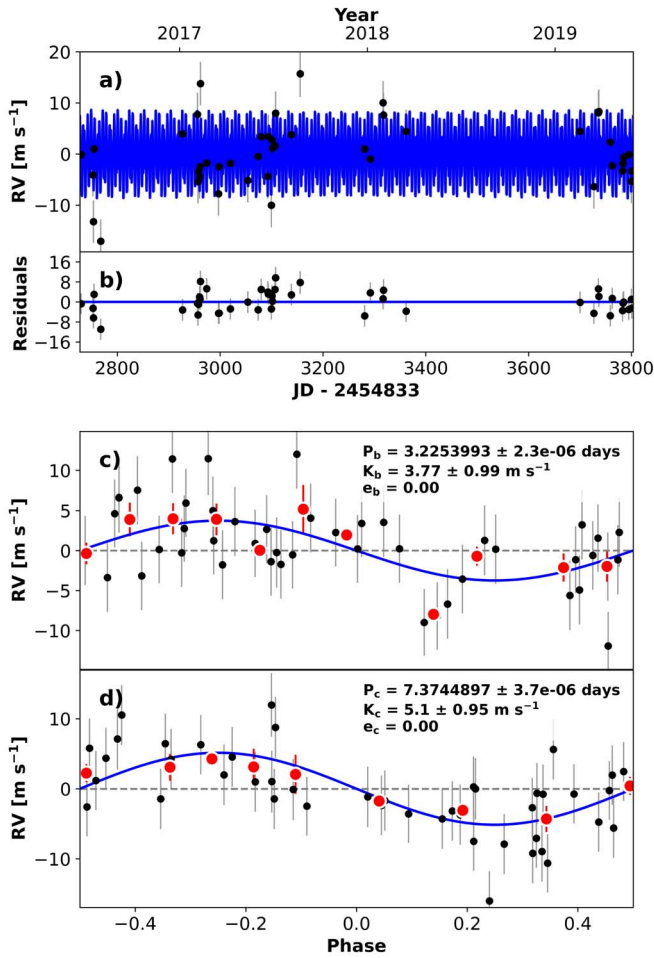 Year
2017 2018 2019
20
10
0
−10
RV [m s⁻¹]
a)
16
8
0
−8
−16
Residuals
b)
2800 3000 3200 3400 3600 3800
JD - 2454833
10
5
0
−5
−10
RV [m s⁻¹]
c)
P_b = 3.2253993 ± 2.3e-06 days
K_b = 3.77 ± 0.99 m s⁻¹
e_b = 0.00
10
0
−10
RV [m s⁻¹]
d)
P_c = 7.3744897 ± 3.7e-06 days
K_c = 5.1 ± 0.95 m s⁻¹
e_c = 0.00
−0.4 −0.2 0.0 0.2 0.4
Phase